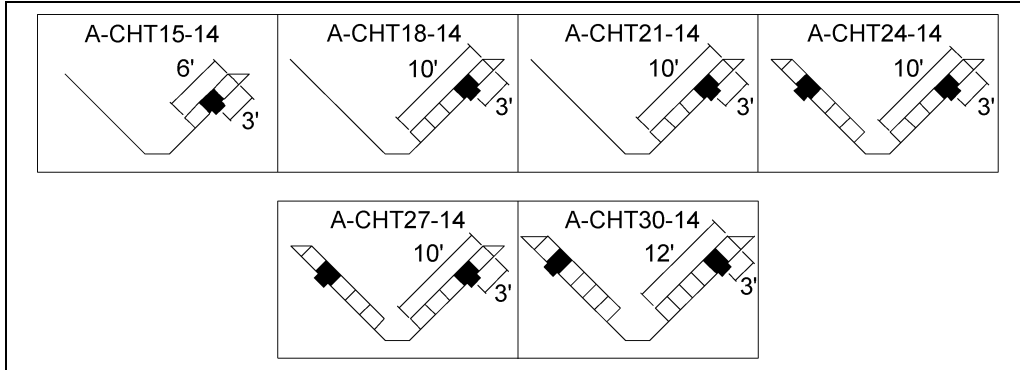 A-CHT15-14
6'
3'
A-CHT18-14
10'
3'
A-CHT21-14
10'
3'
A-CHT24-14
10'
3'
A-CHT27-14
10'
3'
A-CHT30-14
12'
3'